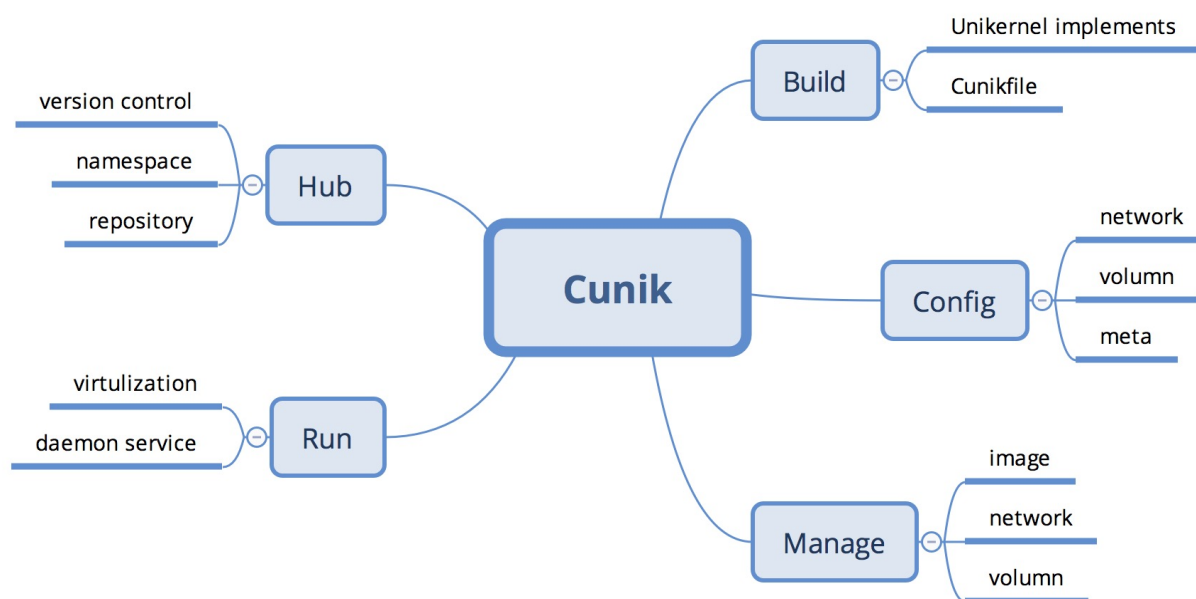 Cunik
Build
Unikernel implements
Cunikfile
Config
network
volumn
meta
Manage
image
network
volumn
Hub
version control
namespace
repository
Run
virtulization
daemon service